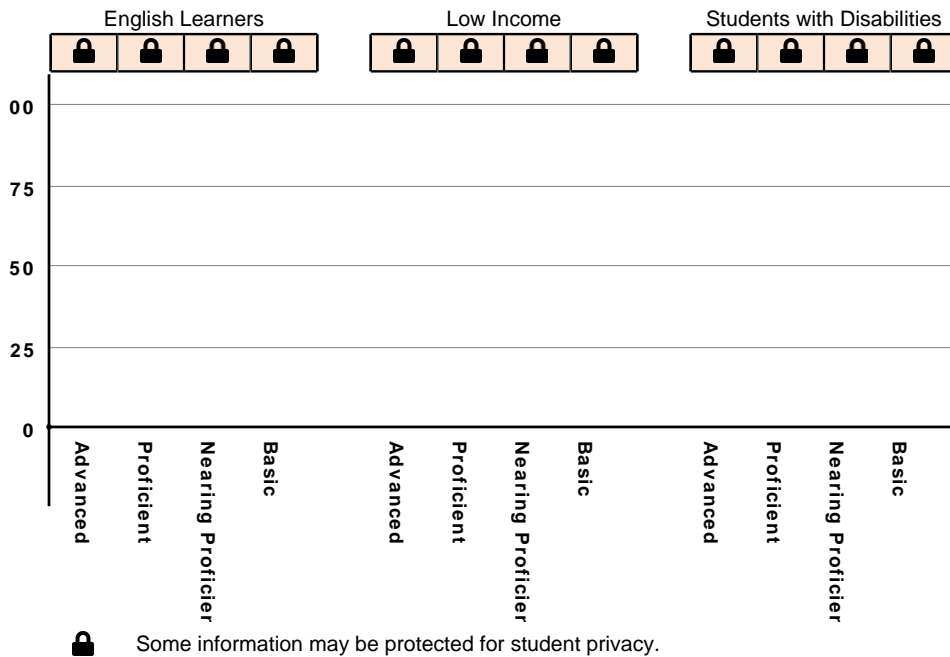 English Learners Low Income Students with Disabilities
00
75
50
25
0
Advanced Proficient Nearing Proficier Basic Advanced Proficient Nearing Proficier Basic Advanced Proficient Nearing Proficier Basic
Some information may be protected for student privacy.